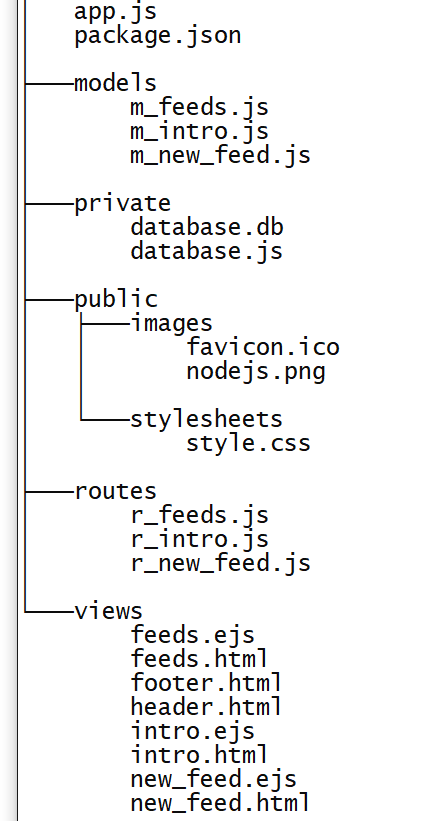 app.js
package.json
models
m_feeds.js
m_intro.js
m_new_feed.js
private
database.db
database.js
public
images
favicon.ico
nodejs.png
stylesheets
style.css
routes
r_feeds.js
r_intro.js
r_new_feed.js
views
feeds.ejs
feeds.html
footer.html
header.html
intro.ejs
intro.html
new_feed.ejs
new_feed.html